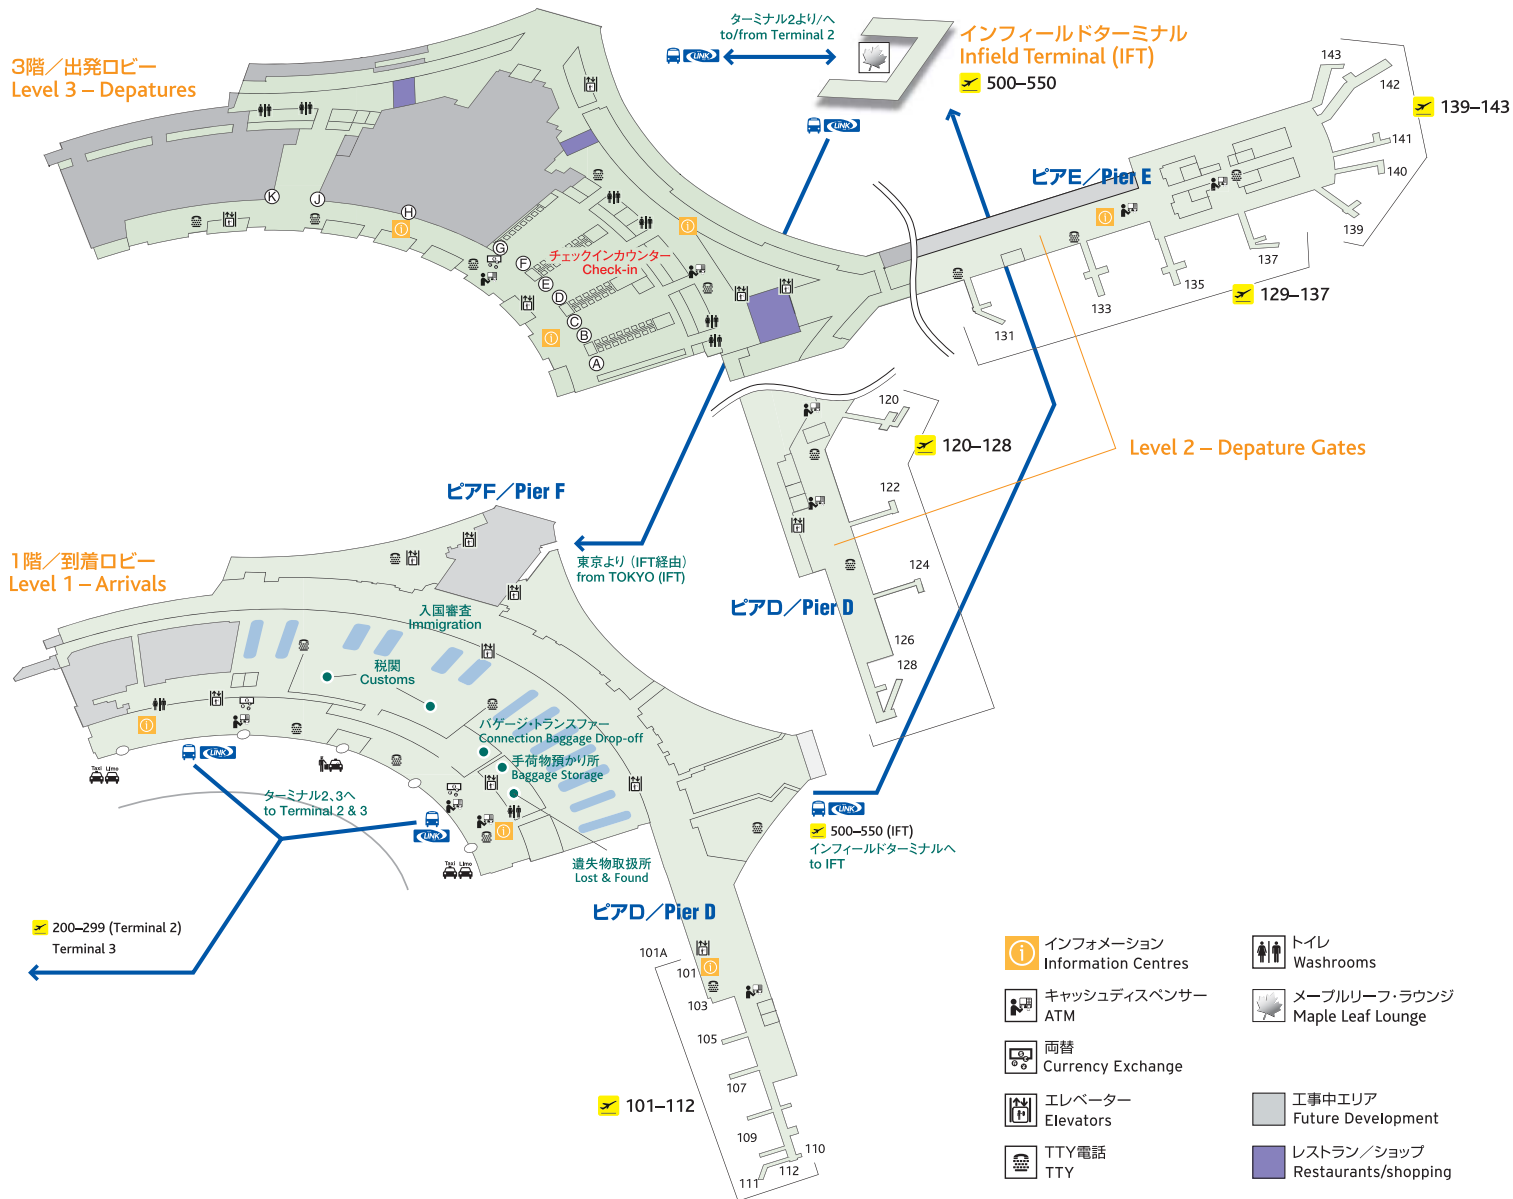 3階／出発ロビー
Level 3 – Depatures
ターミナル2より/へ
to/from Terminal 2
LINK
インフィールドターミナル
Infield Terminal (IFT)
500–550
LINK
143
142
139–143
141
140
139
ピアE／Pier E
137
135
133
131
129–137
K
J
H
G
F
E
D
C
B
A
チェックインカウンター
Check-in
120
120–128
122
124
126
128
Level 2 – Depature Gates
ピアD／Pier D
ピアF／Pier F
東京より（IFT経由）
from TOKYO (IFT)
1階／到着ロビー
Level 1 – Arrivals
入国審査
Immigration
税関
Customs
バゲージ・トランスファー
Connection Baggage Drop-off
手荷物預かり所
Baggage Storage
遺失物取扱所
Lost & Found
Taxi Limo
LINK
ターミナル2、3へ
to Terminal 2 & 3
LINK
Taxi Limo
200–299 (Terminal 2)
Terminal 3
LINK
500–550 (IFT)
インフィールドターミナルへ
to IFT
ピアD／Pier D
101A
101
103
105
107
109
110
111
112
101–112
インフォメーション
Information Centres
キャッシュディスペンサー
ATM
両替
Currency Exchange
エレベーター
Elevators
TTY電話
TTY
トイレ
Washrooms
メープルリーフ・ラウンジ
Maple Leaf Lounge
工事中エリア
Future Development
レストラン／ショップ
Restaurants/shopping